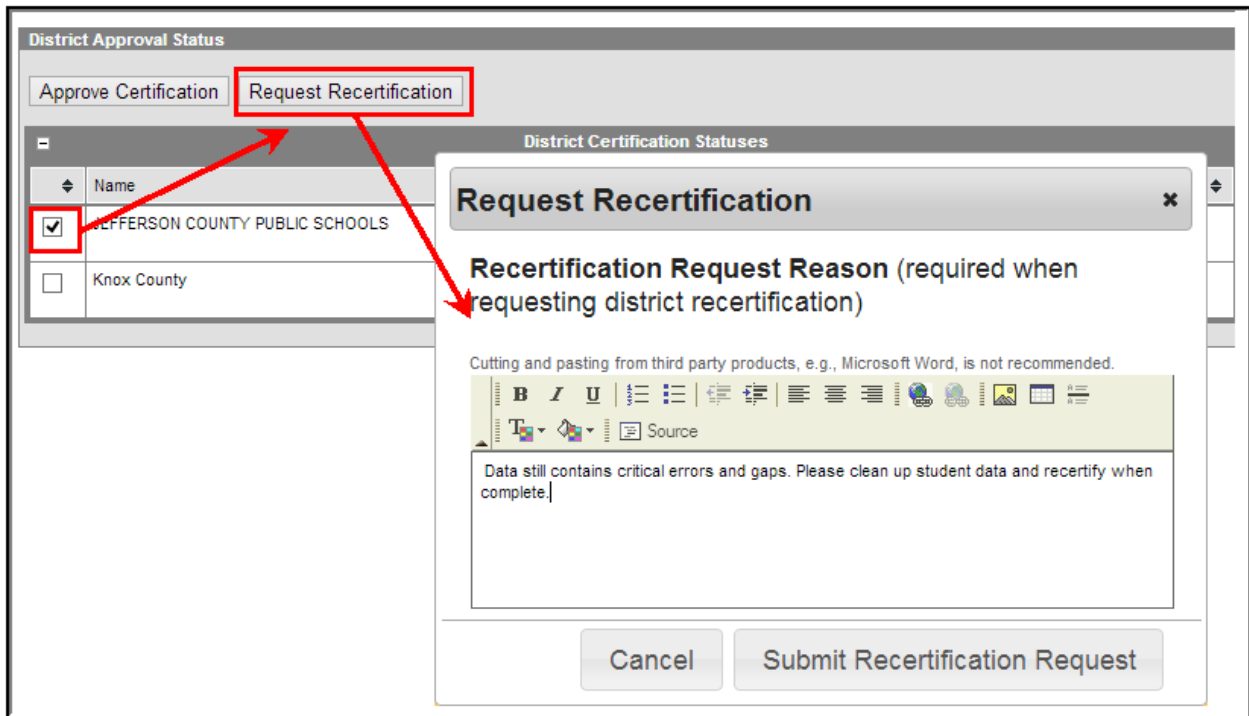 District Approval Status
Approve Certification
Request Recertification
District Certification Statuses
Name
JEFFERSON COUNTY PUBLIC SCHOOLS
Knox County
Request Recertification
Recertification Request Reason (required when
requesting district recertification)
Cutting and pasting from third party products, e.g., Microsoft Word, is not recommended.
B I U
Source
Data still contains critical errors and gaps. Please clean up student data and recertify when
complete.
Cancel
Submit Recertification Request